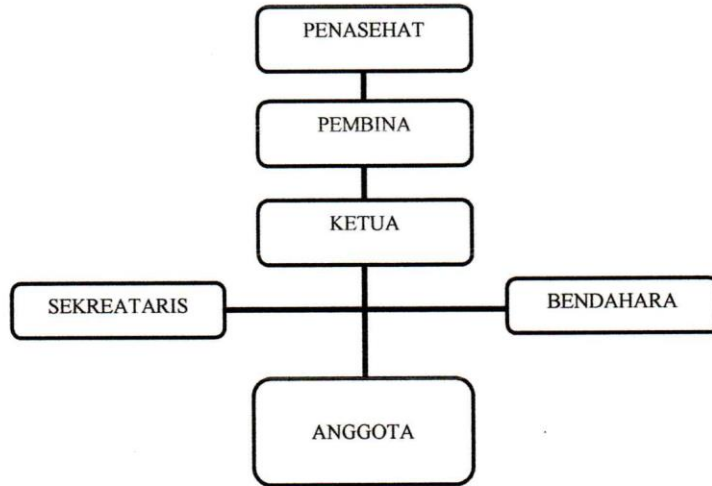 PENASEHAT
PEMBINA
KETUA
SEKREATARIS
BENDAHARA
ANGGOTA